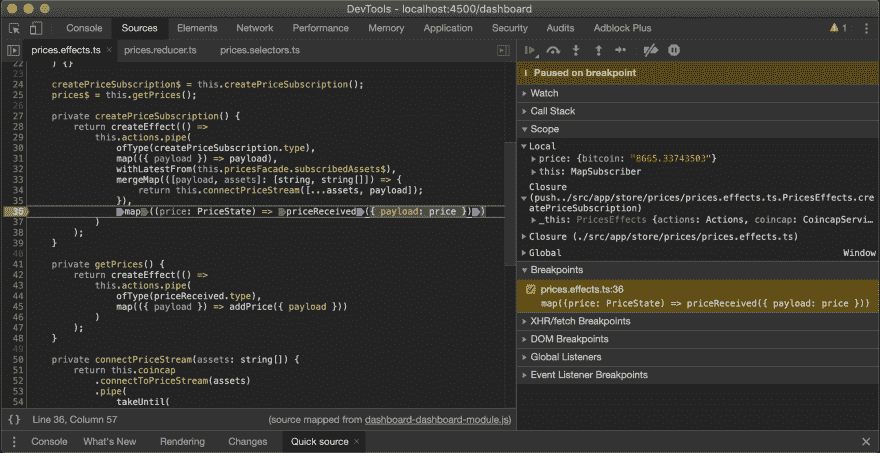 DevTools - localhost:4500/dashboard
Console Sources Elements Network Performance Memory Application Security Audits Adblock Plus 1
prices.effects.ts × prices.reducer.ts prices.selectors.ts
22 ) {}
23
24 createPriceSubscription$ = this.createPriceSubscription();
25 prices$ = this.getPrices();
26
27 private createPriceSubscription() {
28 return createEffect(() =>
29 this.actions.pipe(
30 ofType(createPriceSubscription.type),
31 map(({ payload }) => payload),
32 withLatestFrom(this.pricesFacade.subscribedAssets$),
33 mergeMap(([payload, assets]: [string, string[]]) => {
34 return this.connectPriceStream([...assets, payload]);
35 }),
36 map((price: PriceState) => priceReceived({ payload: price }))
37 )
38 );
39 }
40
41 private getPrices() {
42 return createEffect(() =>
43 this.actions.pipe(
44 ofType(priceReceived.type),
45 map(({ payload }) => addPrice({ payload }))
46 )
47 );
48 }
49
50 private connectPriceStream(assets: string[]) {
51 return this.coincap
52 .connectToPriceStream(assets)
53 .pipe(
54 takeUntil(
{} Line 36, Column 57 (source mapped from dashboard-dashboard-module.js)
Paused on breakpoint
Watch
Call Stack
Scope
Local
price: {bitcoin: "8665.33743503"}
this: MapSubscriber
Closure
(push../src/app/store/prices/prices.effects.ts.PricesEffects.cre
atePriceSubscription)
_this: PricesEffects {actions: Actions, coincap: CoincapServi…
Closure (./src/app/store/prices/prices.effects.ts)
Global Window
Breakpoints
prices.effects.ts:36
map((price: PriceState) => priceReceived({ payload: price }))
XHR/fetch Breakpoints
DOM Breakpoints
Global Listeners
Event Listener Breakpoints
Console What's New Rendering Changes Quick source ×